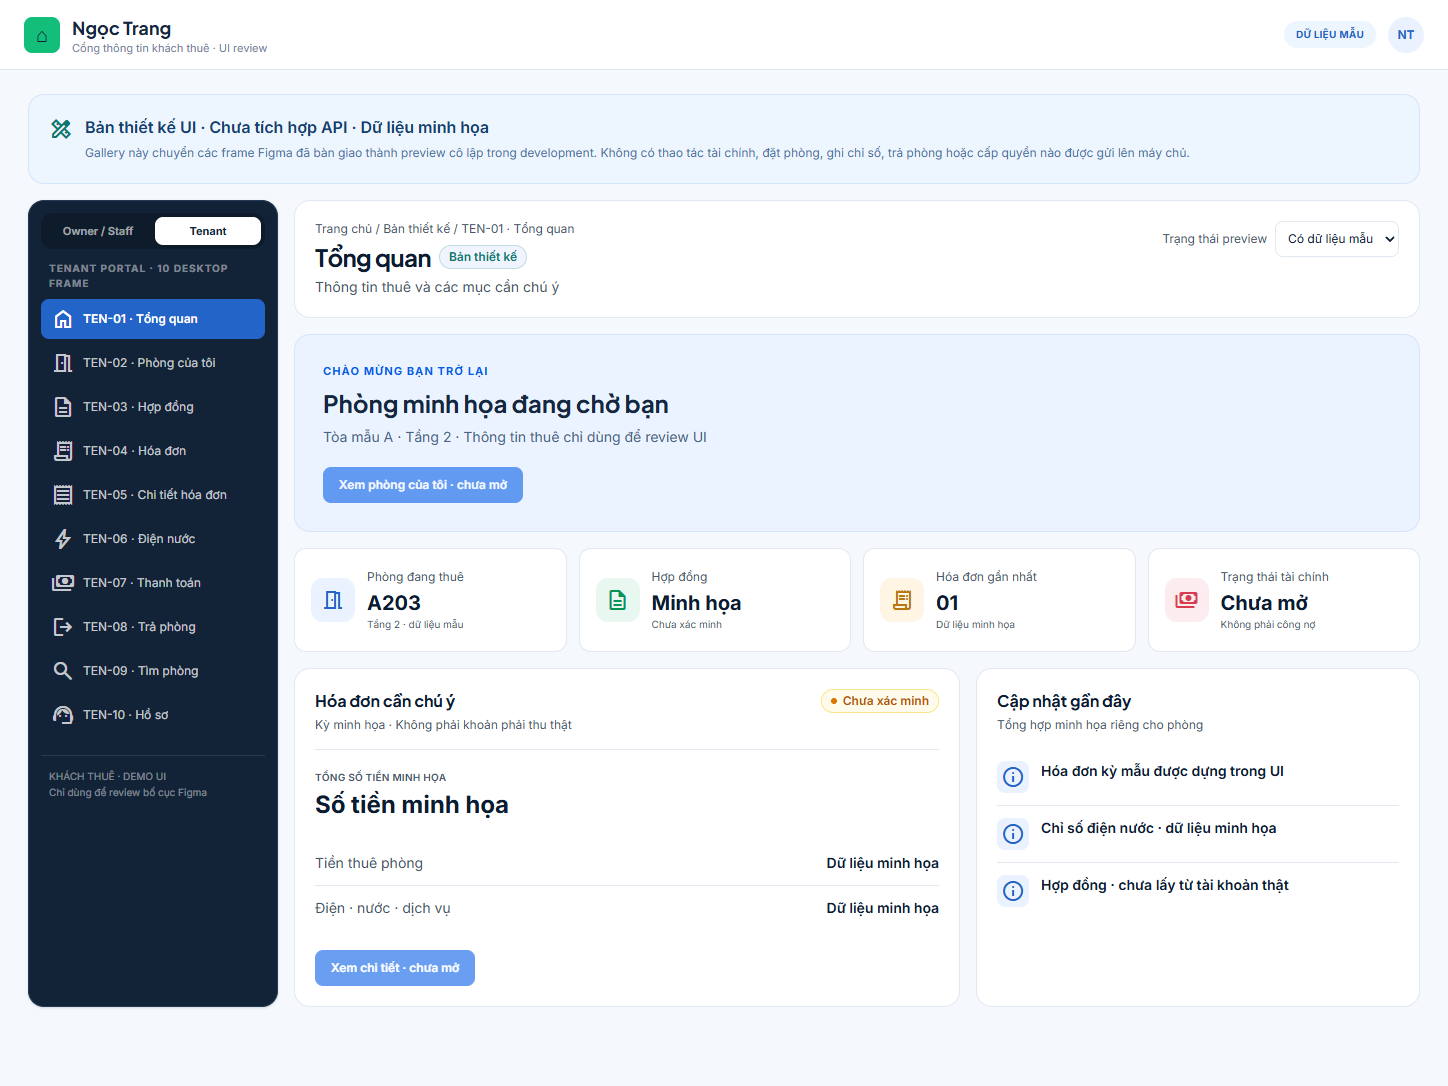 Ngọc Trang
Cổng thông tin khách thuê · UI review
DỮ LIỆU MẪU
NT
Bản thiết kế UI · Chưa tích hợp API · Dữ liệu minh họa
Gallery này chuyển các frame Figma đã bàn giao thành preview cô lập trong development. Không có thao tác tài chính, đặt phòng, ghi chỉ số, trả phòng hoặc cấp quyền nào được gửi lên máy chủ.
Owner / Staff
Tenant
TENANT PORTAL · 10 DESKTOP
FRAME
TEN-01 · Tổng quan
TEN-02 · Phòng của tôi
TEN-03 · Hợp đồng
TEN-04 · Hóa đơn
TEN-05 · Chi tiết hóa đơn
TEN-06 · Điện nước
TEN-07 · Thanh toán
TEN-08 · Trả phòng
TEN-09 · Tìm phòng
TEN-10 · Hồ sơ
KHÁCH THUÊ · DEMO UI
Chỉ dùng để review bố cục Figma
Trang chủ / Bản thiết kế / TEN-01 · Tổng quan
Tổng quan
Bản thiết kế
Thông tin thuê và các mục cần chú ý
Trạng thái preview
Có dữ liệu mẫu
CHÀO MỪNG BẠN TRỞ LẠI
Phòng minh họa đang chờ bạn
Tòa mẫu A · Tầng 2 · Thông tin thuê chỉ dùng để review UI
Xem phòng của tôi · chưa mở
Phòng đang thuê
A203
Tầng 2 · dữ liệu mẫu
Hợp đồng
Minh họa
Chưa xác minh
Hóa đơn gần nhất
01
Dữ liệu minh họa
Trạng thái tài chính
Chưa mở
Không phải công nợ
Hóa đơn cần chú ý
Chưa xác minh
Kỳ minh họa · Không phải khoản phải thu thật
TỔNG SỐ TIỀN MINH HỌA
Số tiền minh họa
Tiền thuê phòng
Dữ liệu minh họa
Điện · nước · dịch vụ
Dữ liệu minh họa
Xem chi tiết · chưa mở
Cập nhật gần đây
Tổng hợp minh họa riêng cho phòng
Hóa đơn kỳ mẫu được dựng trong UI
Chỉ số điện nước · dữ liệu minh họa
Hợp đồng · chưa lấy từ tài khoản thật